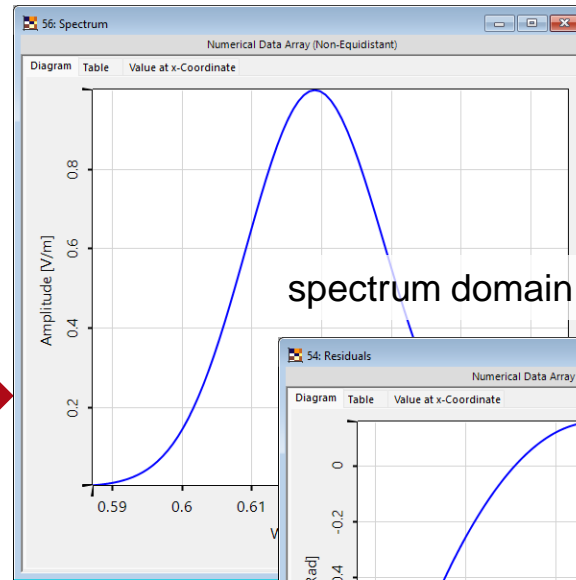 56: Spectrum
Numerical Data Array (Non-Equidistant)
Diagram Table Value at x-Coordinate
0.8
0.6
0.4
0.2
Amplitude [V/m]
0.59 0.6 0.61
spectrum domain
54: Residuals
Numerical Data Array
Diagram Table Value at x-Coordinate
0
-0.2